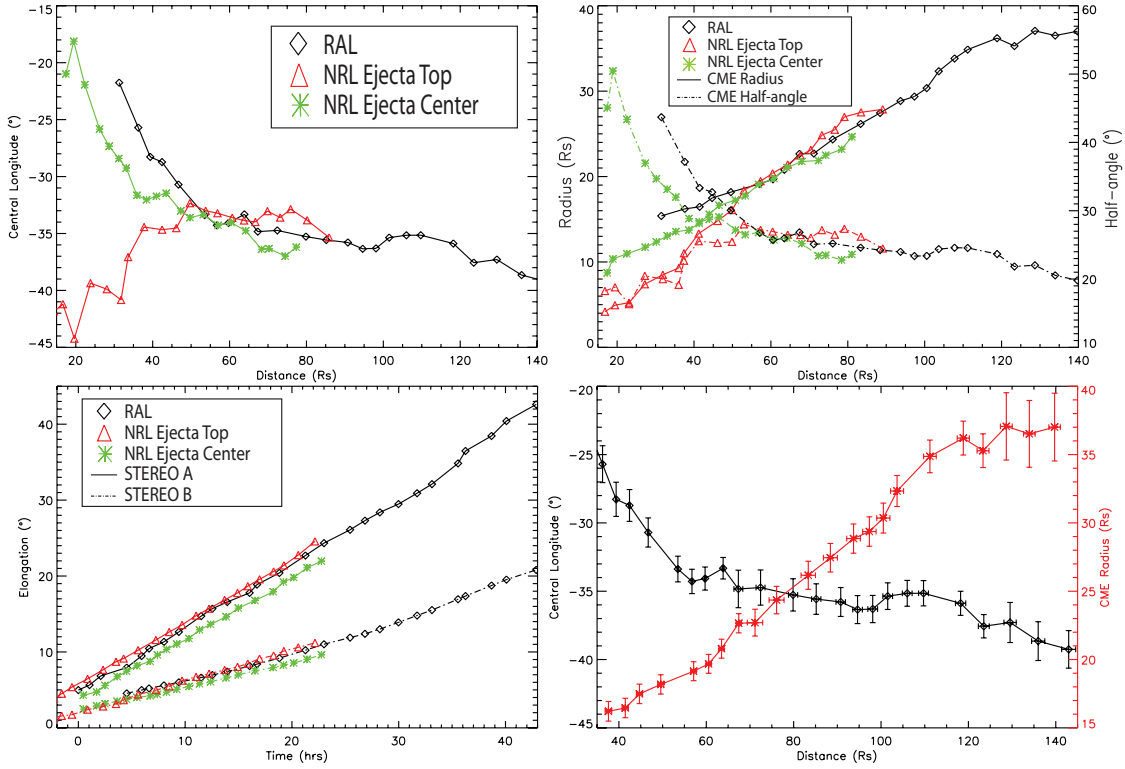 -15
-20
-25
-30
-35
-40
-45
Central Longitude (°)
RAL
NRL Ejecta Top
NRL Ejecta Center
20 40 60 80 100 120 140
Distance (Rs)
40
30
20
10
0
Radius (Rs)
RAL
NRL Ejecta Top
NRL Ejecta Center
CME Radius
CME Half-angle
60
50
40
30
20
10
Half-angle (°)
20 40 60 80 100 120 140
Distance (Rs)
40
30
20
10
0
Elongation (°)
RAL
NRL Ejecta Top
NRL Ejecta Center
STEREO A
STEREO B
0 10 20 30 40
Time (hrs)
-20
-25
-30
-35
-40
-45
Central Longitude (°)
40
35
30
25
20
15
CME Radius (Rs)
40 60 80 100 120 140
Distance (Rs)